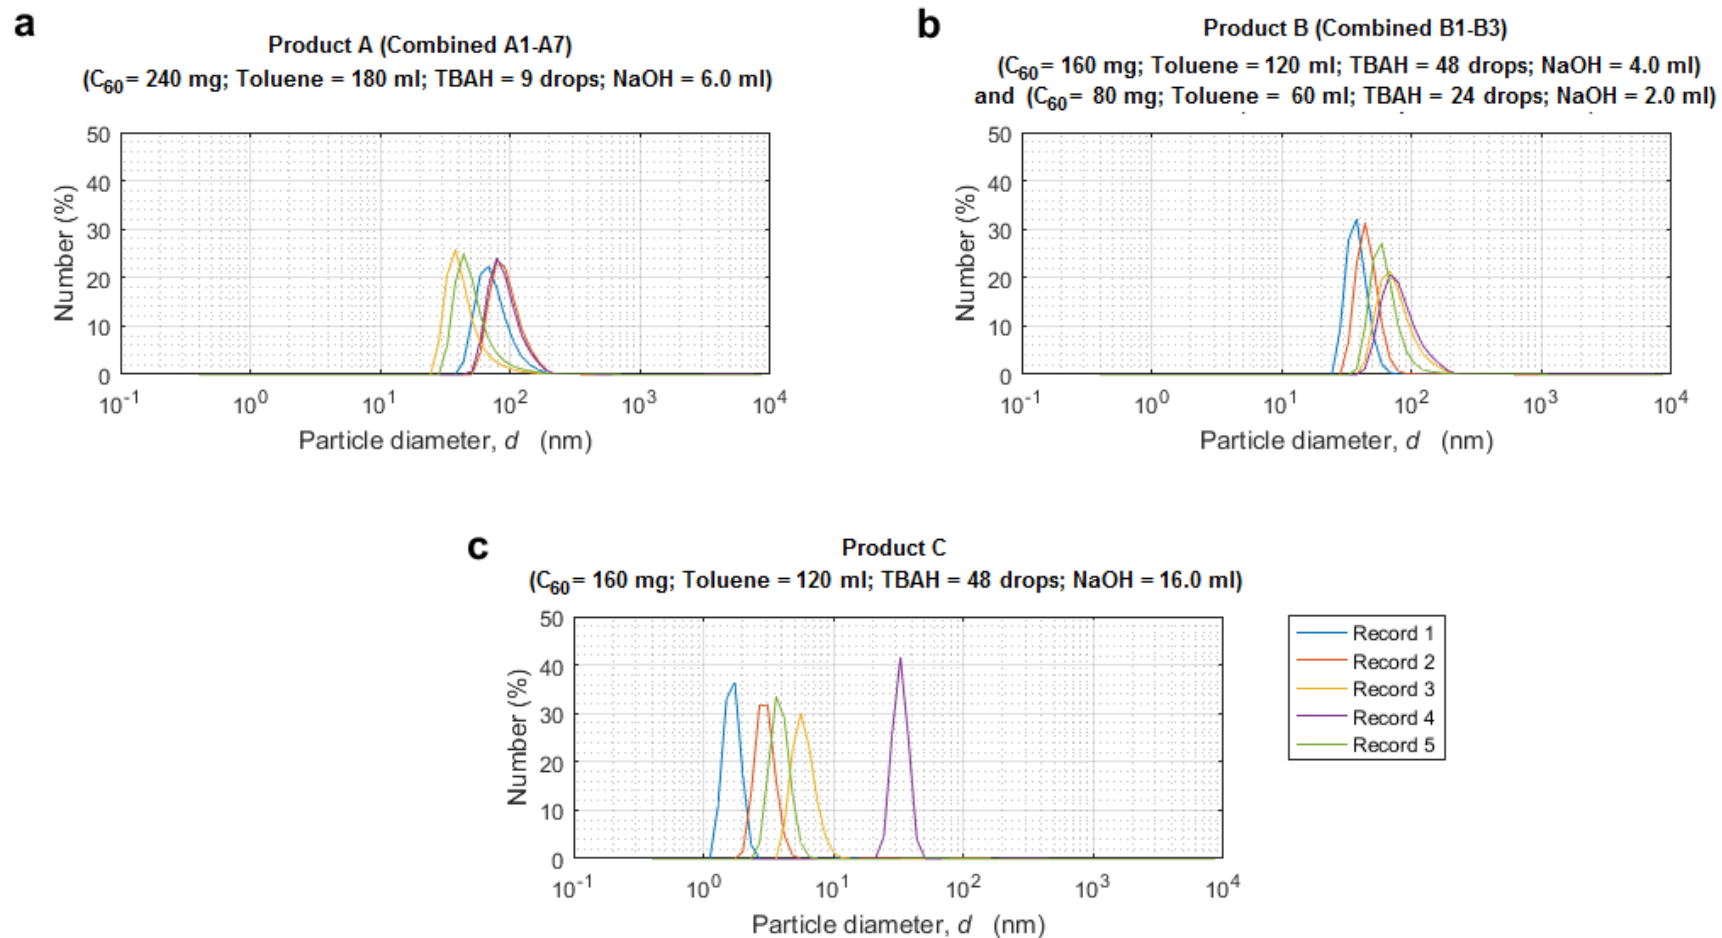 a
Product A (Combined A1-A7)
(C60= 240 mg; Toluene = 180 ml; TBAH = 9 drops; NaOH = 6.0 ml)
50
40
30
20
10
0
Number (%)
10-1
100
101
102
103
104
Particle diameter, d (nm)
b
Product B (Combined B1-B3)
(C60= 160 mg; Toluene = 120 ml; TBAH = 48 drops; NaOH = 4.0 ml)
and (C60= 80 mg; Toluene = 60 ml; TBAH = 24 drops; NaOH = 2.0 ml)
50
40
30
20
10
0
Number (%)
10-1
100
101
102
103
104
Particle diameter, d (nm)
c
Product C
(C60= 160 mg; Toluene = 120 ml; TBAH = 48 drops; NaOH = 16.0 ml)
50
40
30
20
10
0
Number (%)
10-1
100
101
102
103
104
Particle diameter, d (nm)
Record 1
Record 2
Record 3
Record 4
Record 5